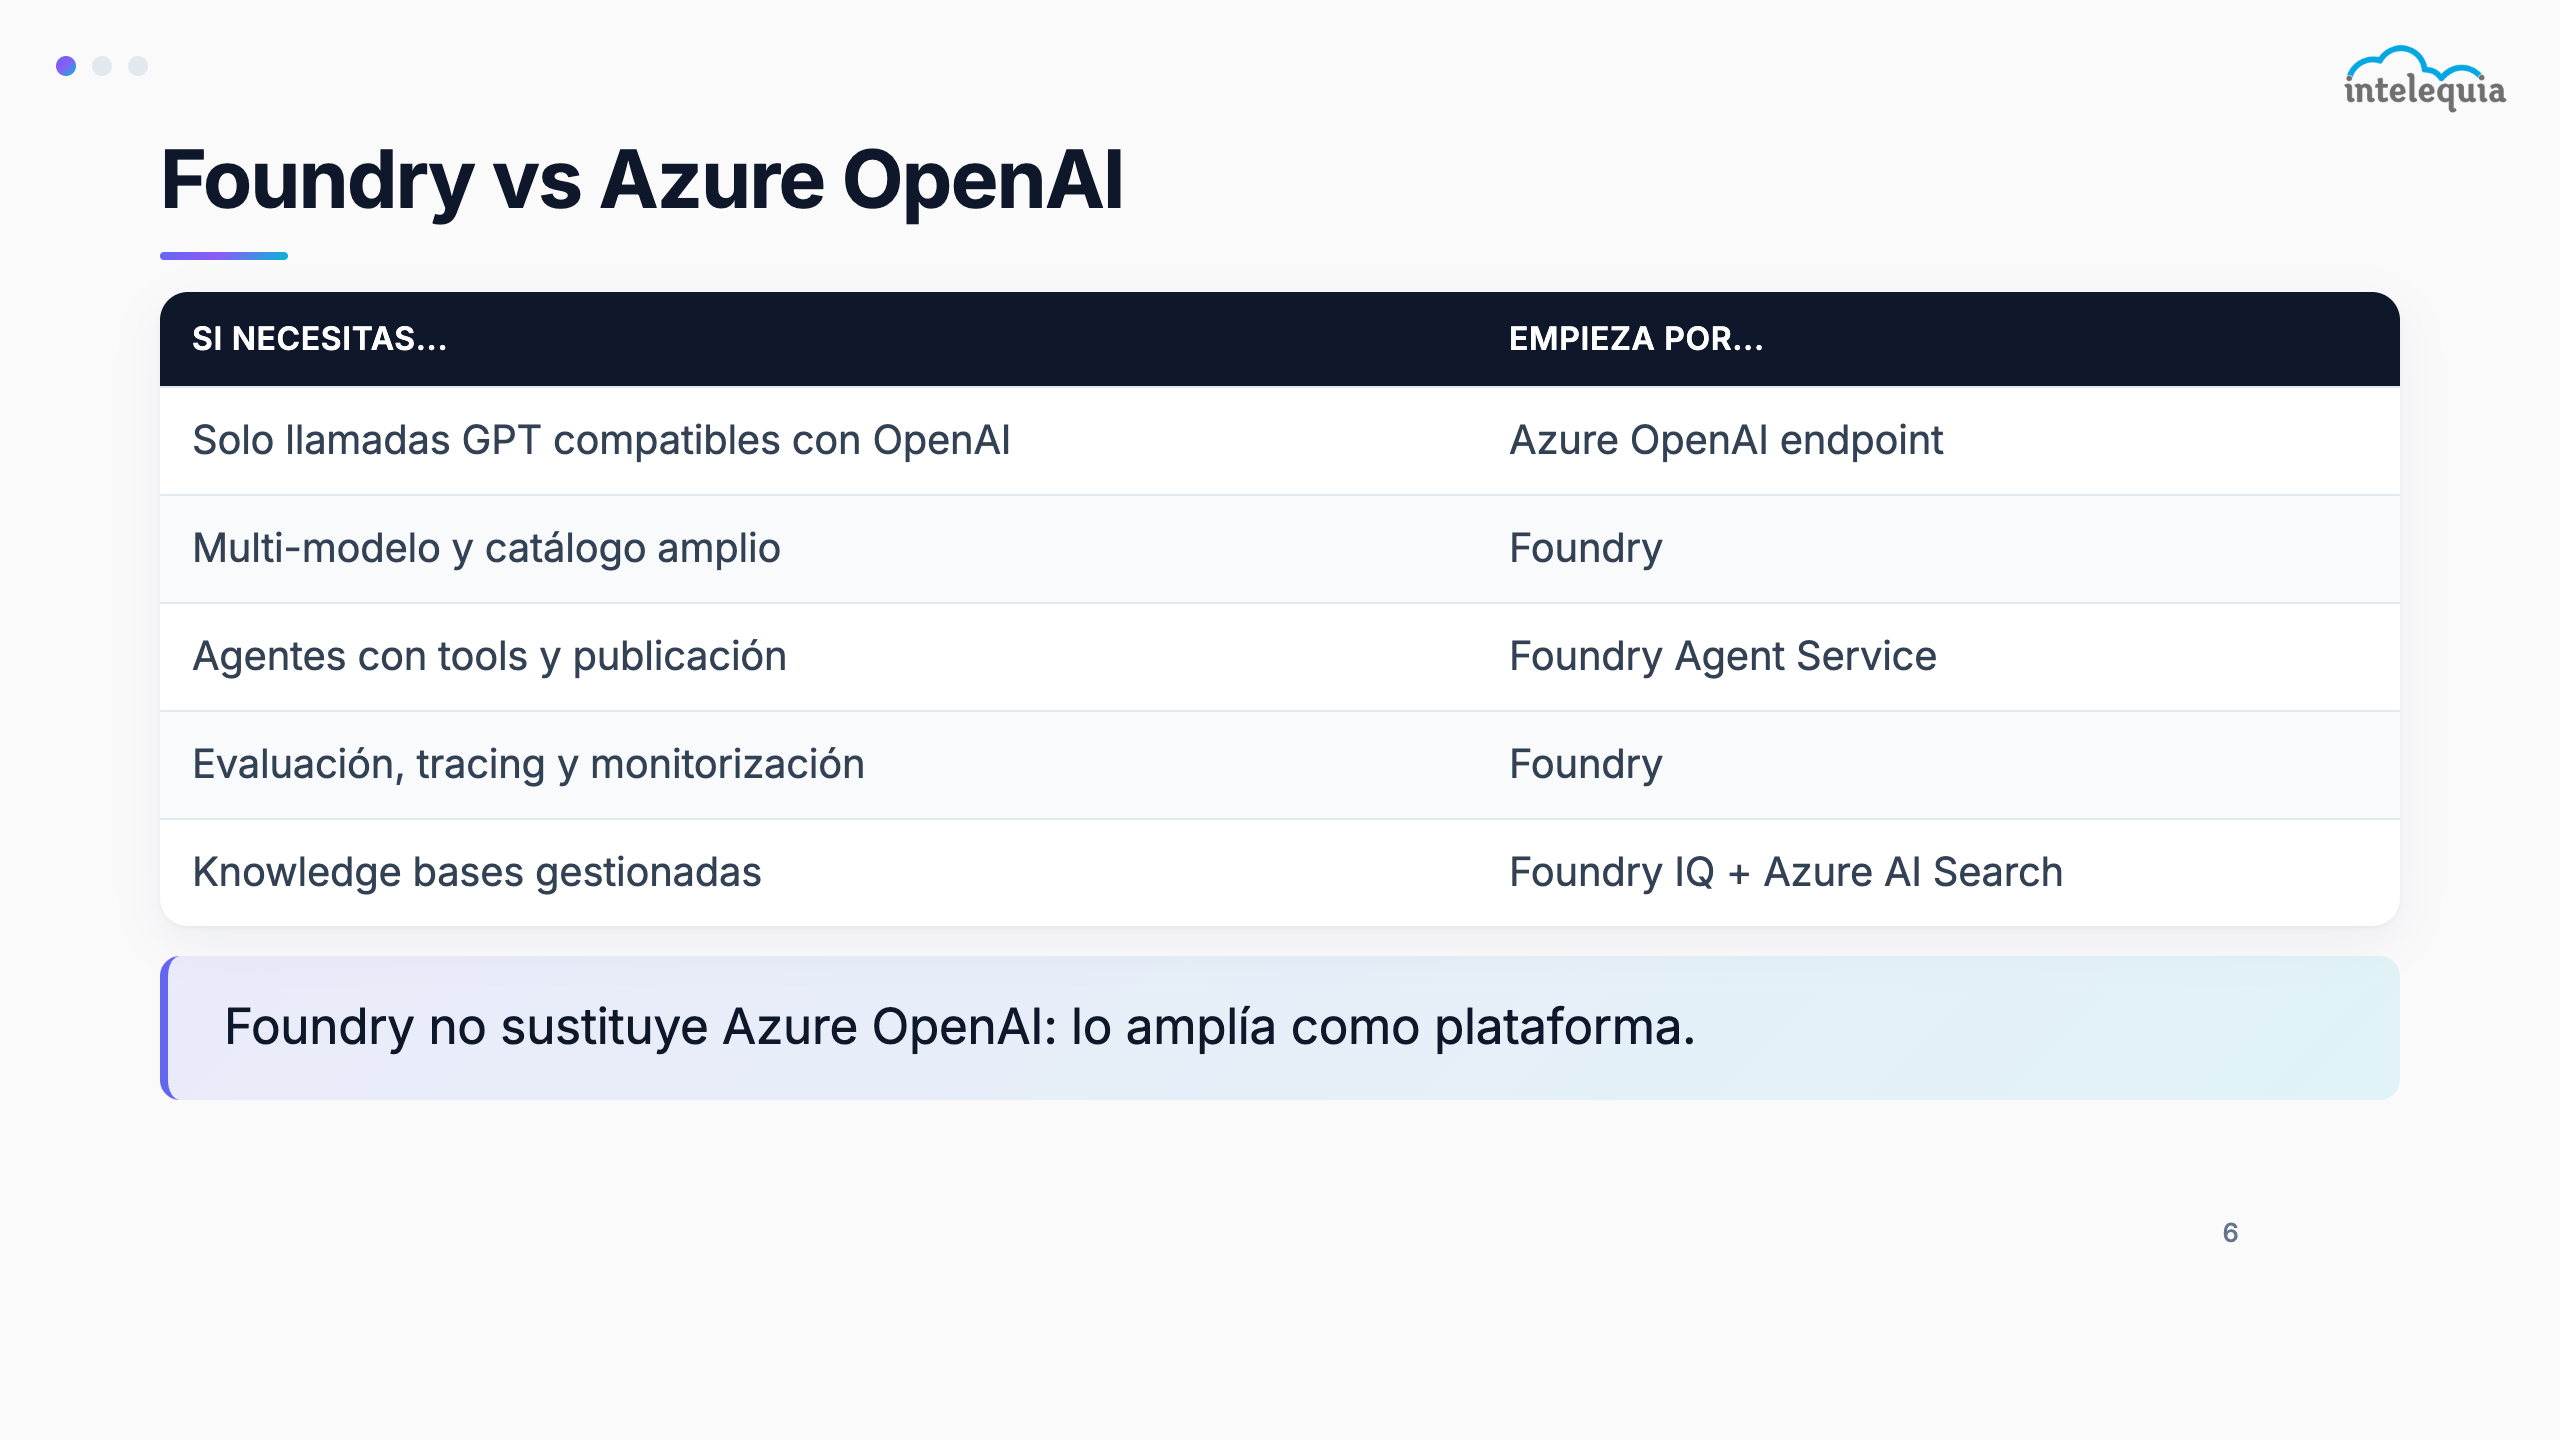 intelequia
Foundry vs Azure OpenAI
SI NECESITAS... EMPIEZA POR...
Solo llamadas GPT compatibles con OpenAI Azure OpenAI endpoint
Multi-modelo y catálogo amplio Foundry
Agentes con tools y publicación Foundry Agent Service
Evaluación, tracing y monitorización Foundry
Knowledge bases gestionadas Foundry IQ + Azure AI Search
Foundry no sustituye Azure OpenAI: lo amplía como plataforma.
6